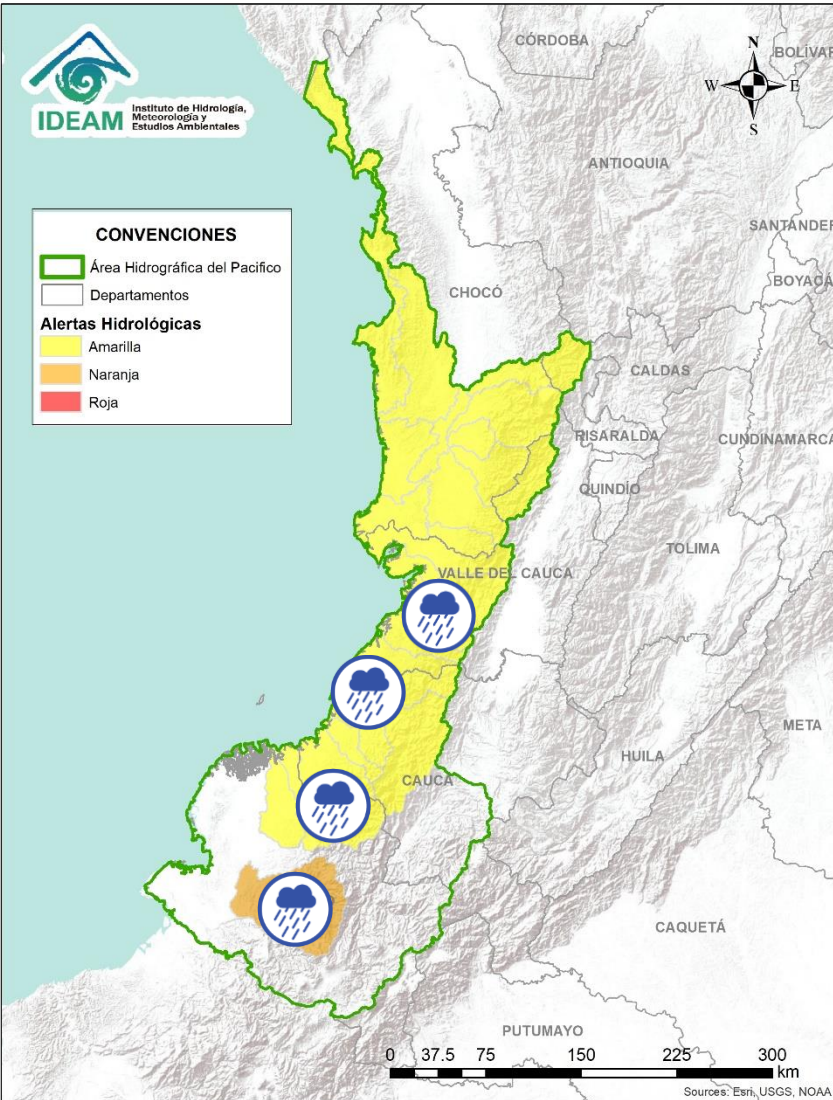 IDEAM
Instituto de Hidrología,
Meteorología y
Estudios Ambientales
CÓRDOBA
BOLÍVAR
N
W E
S
ANTIOQUIA
SANTANDER
BOYACÁ
CONVENCIONES
Área Hidrográfica del Pacifico
Departamentos
Alertas Hidrológicas
Amarilla
Naranja
Roja
CHOCÓ
CALDAS
RISARALDA
CUNDINAMARCA
QUINDÍO
TOLIMA
VALLE DEL CAUCA
META
HUILA
CAUCA
CAQUETÁ
PUTUMAYO
0 37.5 75 150 225 300
km
Sources: Esri, USGS, NOAA